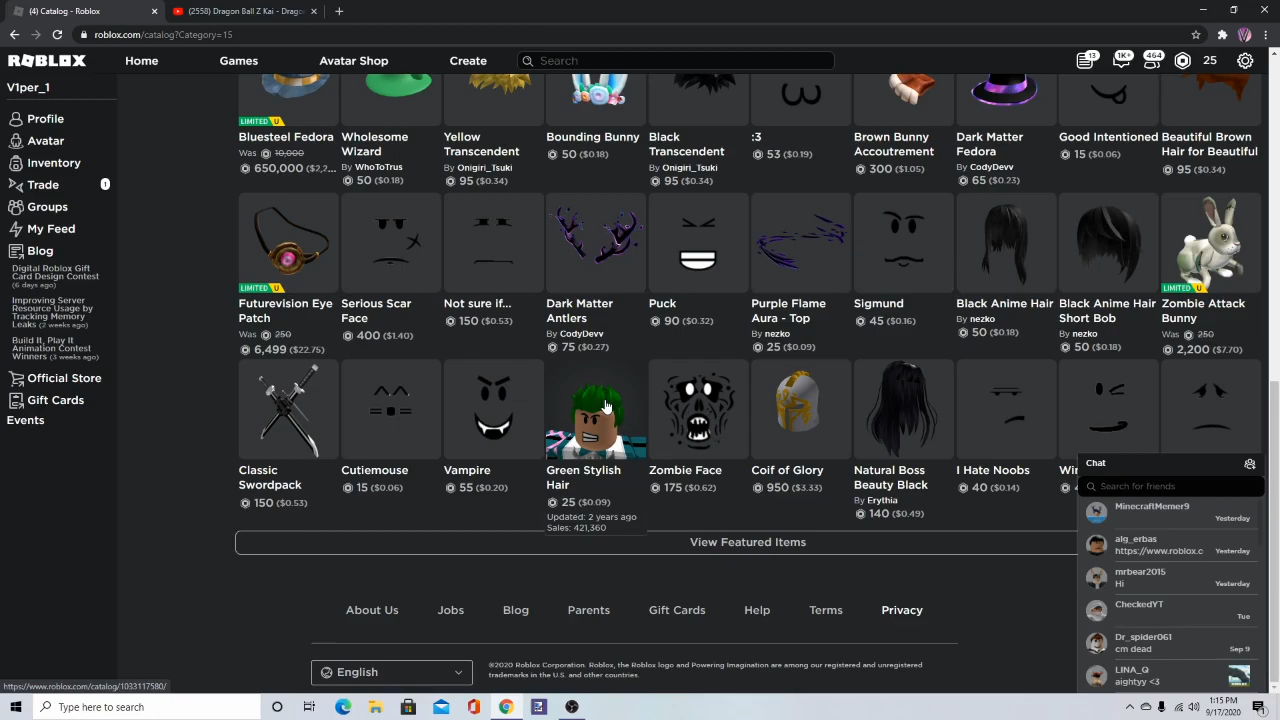 (4) Catalog - Roblox
(2558) Dragon Ball Z Kai - Drago
roblox.com/catalog?Category=15
ROBLOX
Home
Games
Avatar Shop
Create
Search
13
1K+
464
25
V1per_1
Profile
Avatar
Inventory
Trade
1
Groups
My Feed
Blog
Digital Roblox Gift
Card Design Contest
(6 days ago)
Improving Server
Resource Usage by
Tracking Memory
Leaks (2 weeks ago)
Build It, Play It
Animation Contest
Winners (3 weeks ago)
Official Store
Gift Cards
Events
LIMITED U
Bluesteel Fedora
Was 10,000
650,000 ($2,2...
Wholesome
Wizard
By WhoToTrus
50 ($0.18)
Yellow
Transcendent
By Onigiri_Tsuki
95 ($0.34)
Bounding Bunny
50 ($0.18)
Black
Transcendent
By Onigiri_Tsuki
95 ($0.34)
:3
53 ($0.19)
Brown Bunny
Accoutrement
300 ($1.05)
Dark Matter
Fedora
By CodyDevv
65 ($0.23)
Good Intentioned
15 ($0.06)
Beautiful Brown
Hair for Beautiful
95 ($0.34)
LIMITED U
Futurevision Eye
Patch
Was 250
6,499 ($22.75)
Serious Scar
Face
400 ($1.40)
Not sure if...
150 ($0.53)
Dark Matter
Antlers
By CodyDevv
75 ($0.27)
Puck
90 ($0.32)
Purple Flame
Aura - Top
By nezko
25 ($0.09)
Sigmund
45 ($0.16)
Black Anime Hair
By nezko
50 ($0.18)
Black Anime Hair
Short Bob
By nezko
50 ($0.18)
LIMITED U
Zombie Attack
Bunny
Was 250
2,200 ($7.70)
Classic
Swordpack
150 ($0.53)
Cutiemouse
15 ($0.06)
Vampire
55 ($0.20)
Green Stylish
Hair
25 ($0.09)
Updated: 2 years ago
Sales: 421,360
Zombie Face
175 ($0.62)
Coif of Glory
950 ($3.33)
Natural Boss
Beauty Black
By Erythia
140 ($0.49)
I Hate Noobs
40 ($0.14)
View Featured Items
Chat
Search for friends
MinecraftMemer9
Yesterday
alg_erbas
https://www.roblox.c
Yesterday
mrbear2015
Hi
Yesterday
CheckedYT
Tue
Dr_spider061
cm dead
Sep 9
LINA_Q
aightyy <3
About Us
Jobs
Blog
Parents
Gift Cards
Help
Terms
Privacy
English
©2020 Roblox Corporation. Roblox, the Roblox logo and Powering Imagination are among our registered and unregistered
trademarks in the U.S. and other countries.
https://www.roblox.com/catalog/1033117580/
Type here to search
1:15 PM
9/17/2020
1